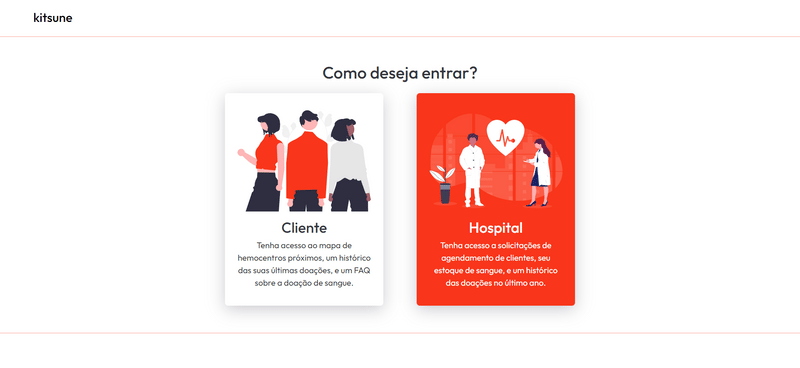 kitsune
Como deseja entrar?
Cliente
Tenha acesso ao mapa de
hemocentros próximos, um histórico
das suas últimas doações, e um FAQ
sobre a doação de sangue.
Hospital
Tenha acesso a solicitações de
agendamento de clientes, seu
estoque de sangue, e um histórico
das doações no último ano.